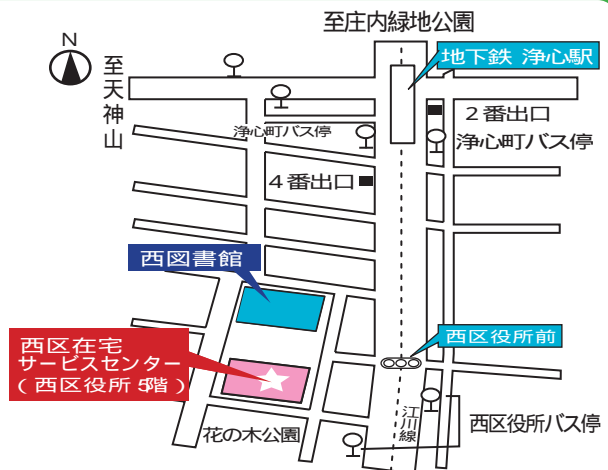 至庄内緑地公園
N
地下鉄 浄心駅
至天神山
2番出口
浄心町バス停
浄心町バス停
4番出口
西図書館
西区役所前
西区在宅
サービスセンター
(西区役所5階)
江川線
西区役所バス停
花の木公園